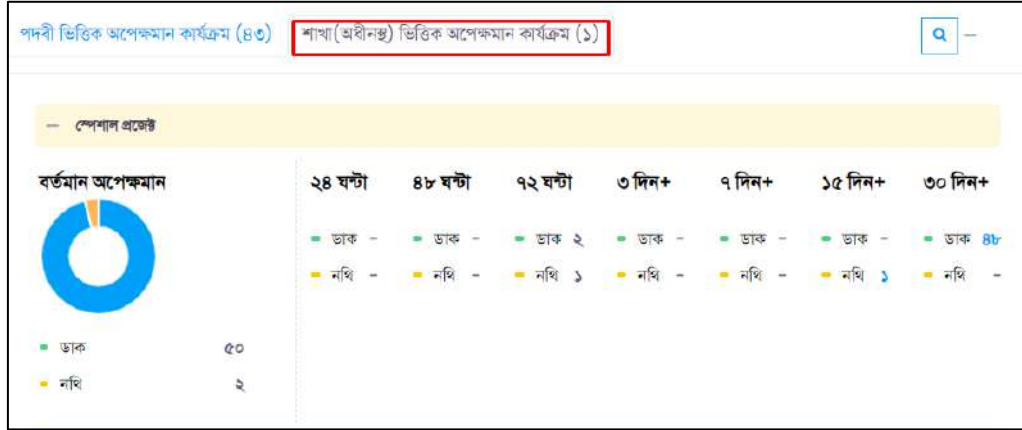 পদবী ভিত্তিক অপেক্ষমান কার্যক্রম (৪৩) শাখা(অধীনস্থ) ভিত্তিক অপেক্ষমান কার্যক্রম (১) —
— স্পেশাল প্রজেক্ট
বর্তমান অপেক্ষমান ২৪ ঘন্টা ৪৮ ঘন্টা ৭২ ঘন্টা ৩ দিন+ ৭ দিন+ ১৫ দিন+ ৩০ দিন+
ডাক - ডাক - ডাক ২ ডাক - ডাক - ডাক - ডাক ৪৮
নথি - নথি - নথি ১ নথি - নথি - নথি ১ নথি -
ডাক ৫০
নথি ২